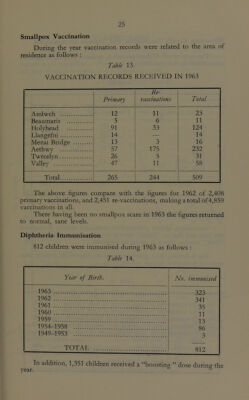 25
Smallpox Vaccination
During the year vaccination records were related to the area of
residence as follows :
Table 13.
VACCINATION RECORDS RECEIVED IN 1963
Primary Re-vaccinations Total
Amlwch 12 11 23
Beaumaris 5 6 11
Holyhead 91 33 124
Llangefni 14 — 14
Menai Bridge 13 3 16
Aethwy 57 175 232
Twrcelyn 26 5 31
Valley 47 11 58
Total 265 244 509
The above figures compare with the figures for 1962 of 2,408
primary vaccinations, and 2,451 re-vaccinations, making a total of 4,859
vaccinations in all.
There having been no smallpox scare in 1963 the figures returned
to normal, sane levels.
Diphtheria Immunisation
812 children were immunised during 1963 as follows :
Table 14.
Year of Birth. No. immunised
1963 323
1962 341
1961 35
1960 11
1959 13
1954-1958 86
1949-1953 3
TOTAL 812
In addition, 1,351 children received a "boosting" dose during the
year.